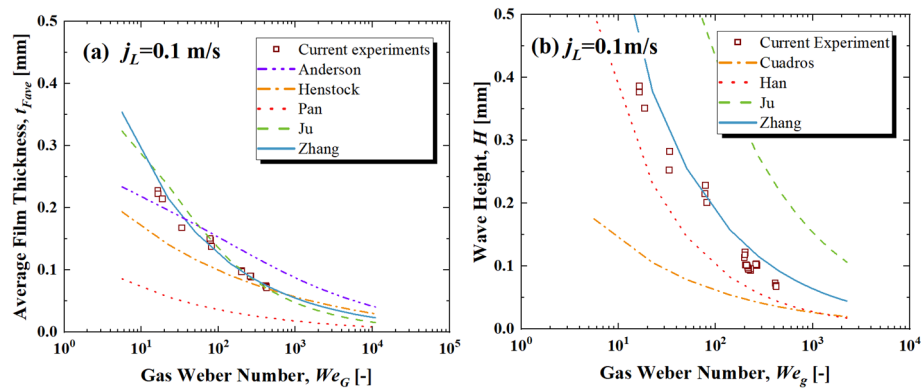 (a) j_L=0.1 m/s
Current experiments
Anderson
Henstock
Pan
Ju
Zhang
Average Film Thickness, t_Fave [mm]
0.5
0.4
0.3
0.2
0.1
0.0
10^0 10^1 10^2 10^3 10^4 10^5
Gas Weber Number, We_G [-]
(b) j_L=0.1m/s
Current Experiment
Cuadros
Han
Ju
Zhang
Wave Height, H [mm]
0.5
0.4
0.3
0.2
0.1
0.0
10^0 10^1 10^2 10^3 10^4
Gas Weber Number, We_g [-]